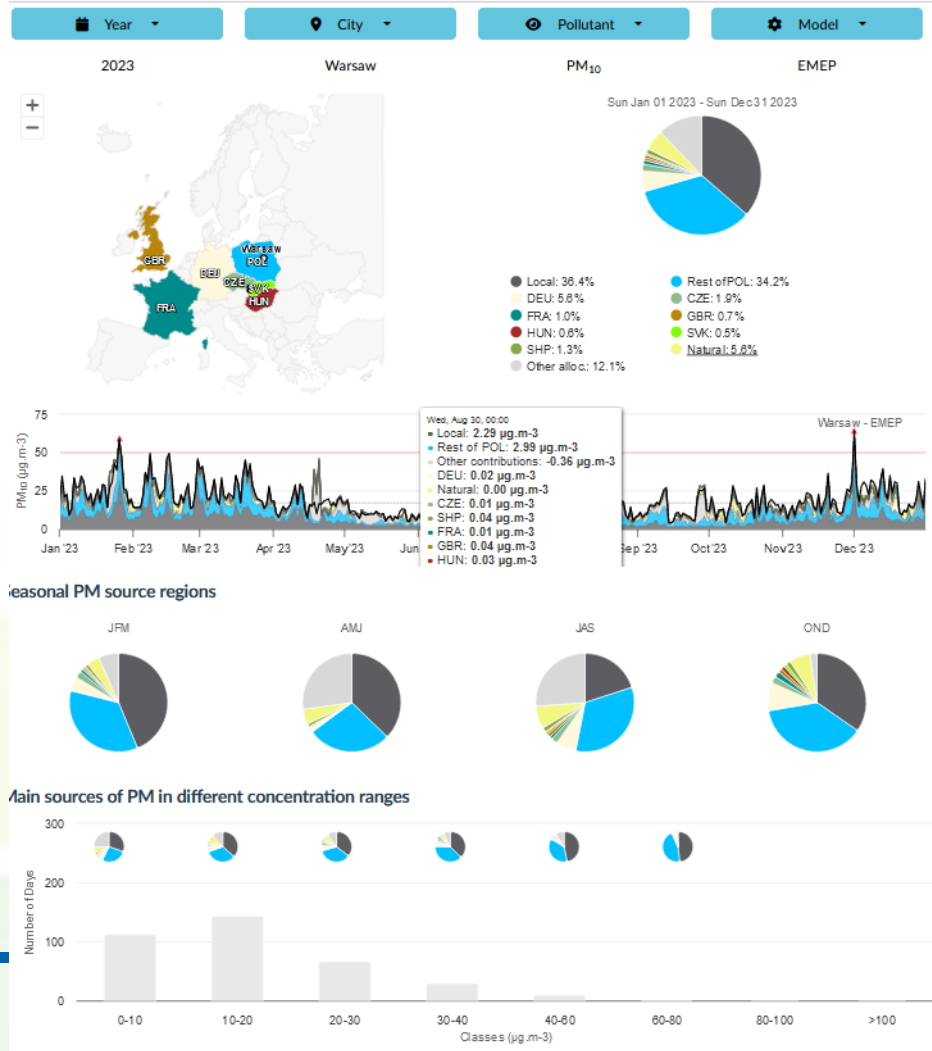 Year
City
Pollutant
Model
2023
Warsaw
PM₁₀
EMEP
+
−
Sun Jan 01 2023 - Sun Dec 31 2023
Warsaw
POL
GBR
DEU
CZE
SVK
HUN
FRA
Local: 36.4%
Rest of POL: 34.2%
DEU: 5.6%
CZE: 1.9%
FRA: 1.0%
GBR: 0.7%
HUN: 0.6%
SVK: 0.5%
SHP: 1.3%
Natural: 5.6%
Other alloc.: 12.1%
PM₁₀ (µg.m-3)
75
50
25
0
Warsaw - EMEP
Wed, Aug 30, 00:00
Local: 2.29 µg.m-3
Rest of POL: 2.99 µg.m-3
Other contributions: -0.36 µg.m-3
DEU: 0.02 µg.m-3
Natural: 0.00 µg.m-3
CZE: 0.01 µg.m-3
SHP: 0.04 µg.m-3
FRA: 0.01 µg.m-3
GBR: 0.04 µg.m-3
HUN: 0.03 µg.m-3
Jan '23
Feb '23
Mar '23
Apr '23
May '23
Jun
Sep '23
Oct '23
Nov '23
Dec '23
easonal PM source regions
JFM
AMJ
JAS
OND
Main sources of PM in different concentration ranges
Number of Days
300
200
100
0
0-10
10-20
20-30
30-40
40-60
60-80
80-100
>100
Classes (µg.m-3)